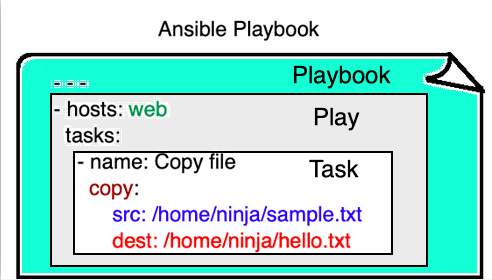 Ansible Playbook
Playbook
---
- hosts: web
Play
tasks:
- name: Copy file
Task
copy:
src: /home/ninja/sample.txt
dest: /home/ninja/hello.txt